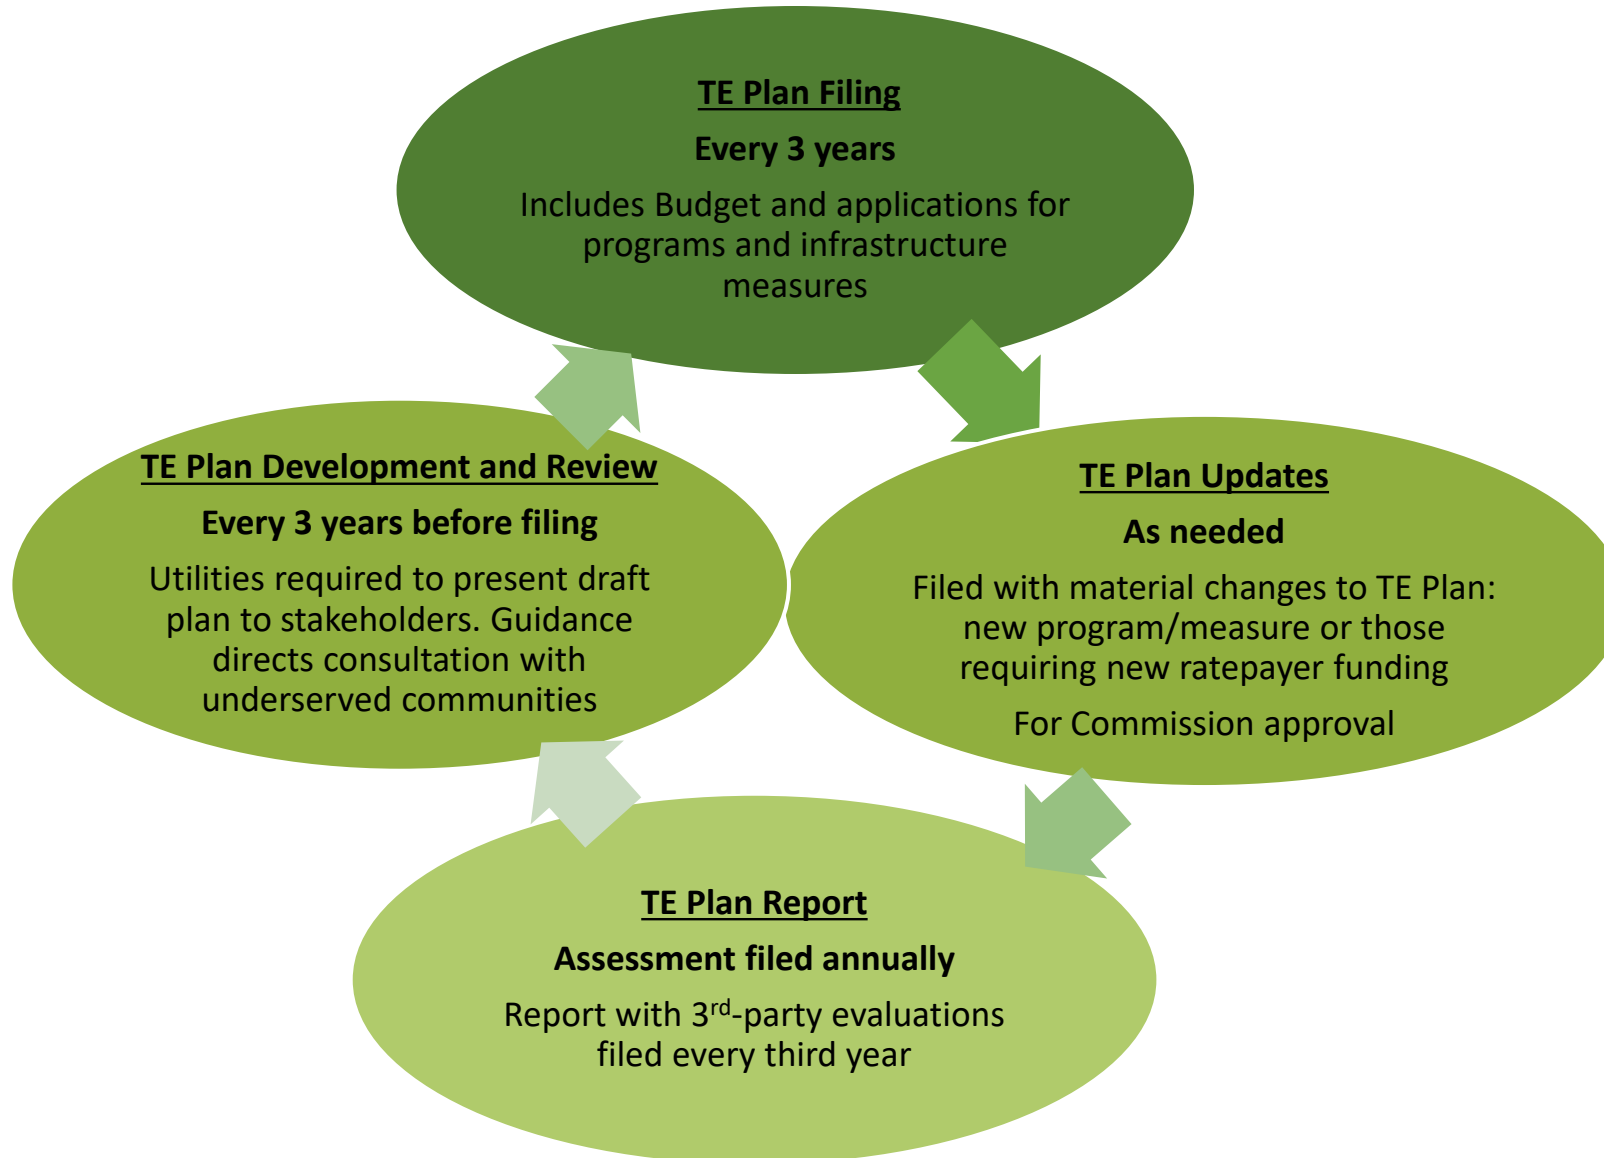 TE Plan Filing
Every 3 years
Includes Budget and applications for
programs and infrastructure
measures
TE Plan Development and Review
Every 3 years before filing
Utilities required to present draft
plan to stakeholders. Guidance
directs consultation with
underserved communities
TE Plan Updates
As needed
Filed with material changes to TE Plan:
new program/measure or those
requiring new ratepayer funding
For Commission approval
TE Plan Report
Assessment filed annually
Report with 3rd-party evaluations
filed every third year